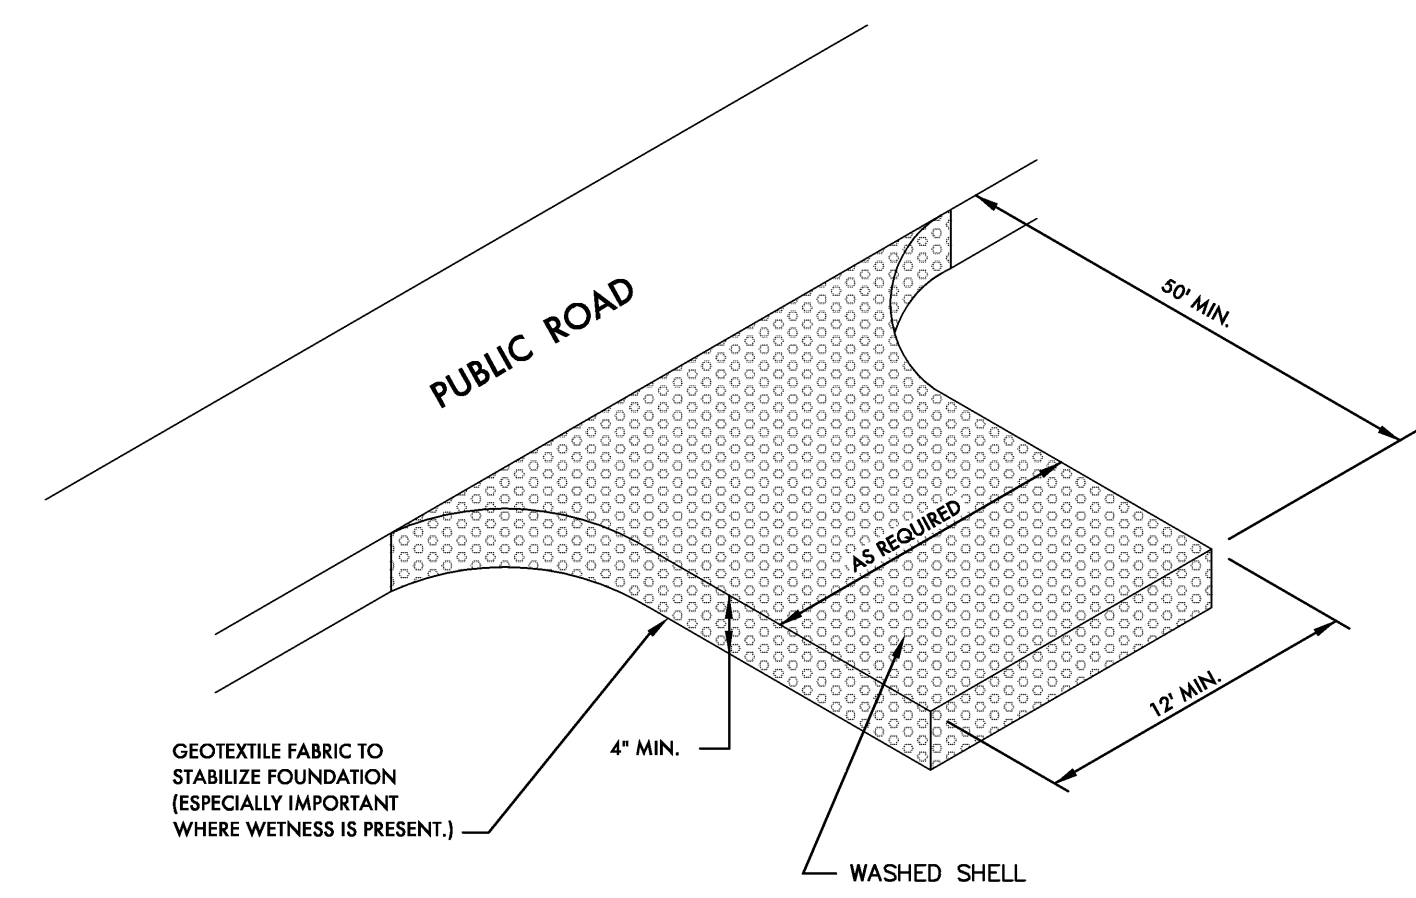 50' MIN.
PUBLIC ROAD
AS REQUIRED
12' MIN.
GEOTEXTILE FABRIC TO
STABILIZE FOUNDATION
(ESPECIALLY IMPORTANT
WHERE WETNESS IS PRESENT.)
4" MIN.
WASHED SHELL